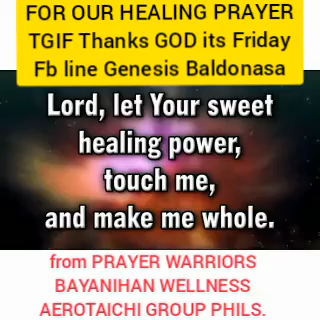 FOR OUR HEALING PRAYER
TGIF Thanks GOD its Friday
Fb line Genesis Baldonasa
Lord, let Your sweet
healing power,
touch me,
and make me whole.
from PRAYER WARRIORS
BAYANIHAN WELLNESS
AEROTAICHI GROUP PHILS.